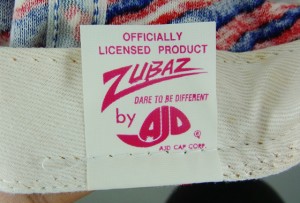 OFFICIALLY
LICENSED PRODUCT
ZUBAZ
DARE TO BE DIFFERENT
by AJD
®
AJD CAP CORP.